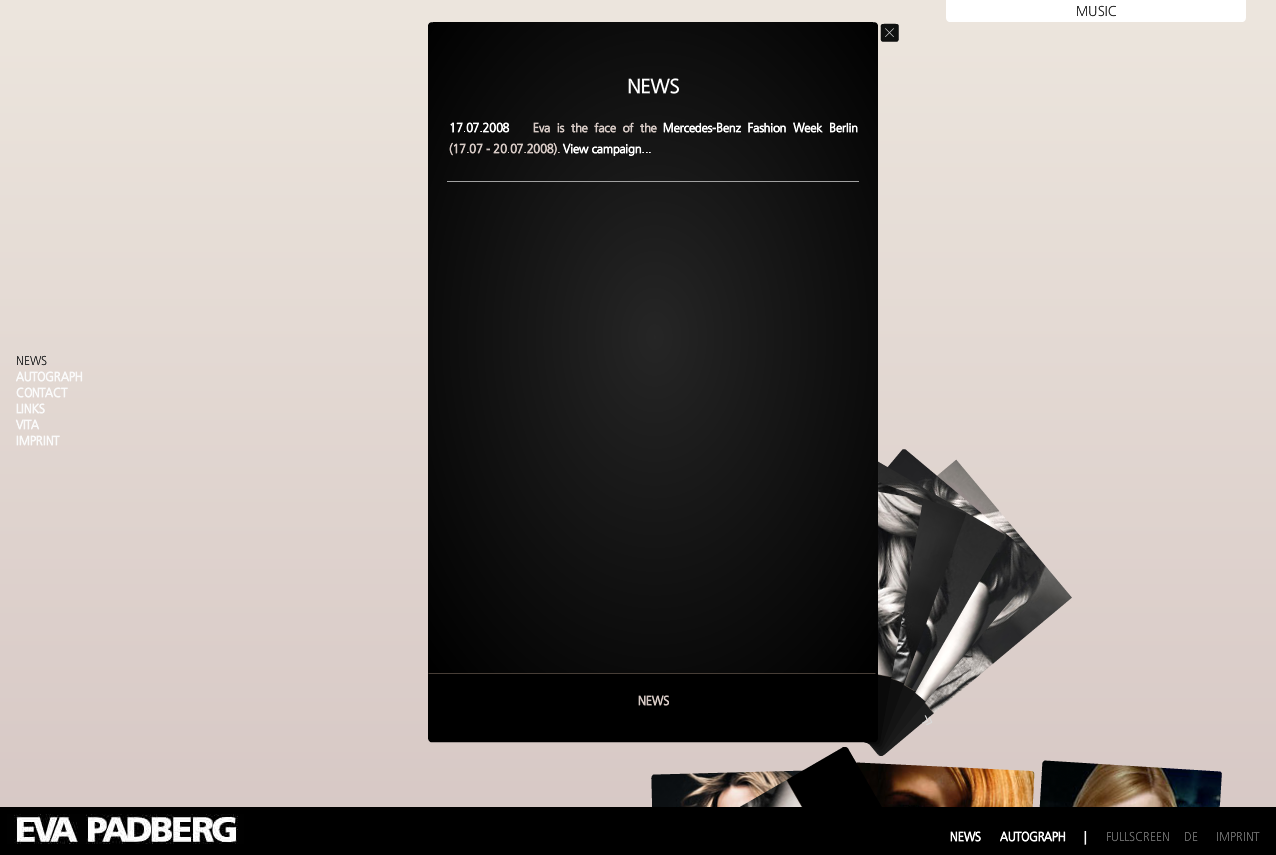 MUSIC
NEWS
17.07.2008 Eva is the face of the Mercedes-Benz Fashion Week Berlin
(17.07 - 20.07.2008). View campaign...
NEWS
AUTOGRAPH
CONTACT
LINKS
VITA
IMPRINT
NEWS
EVA PADBERG
NEWS AUTOGRAPH | FULLSCREEN DE IMPRINT